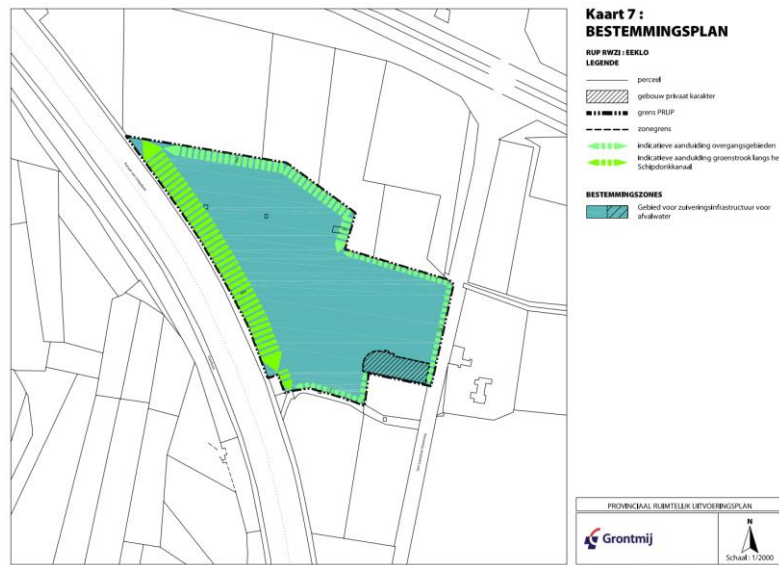 Kaart 7 :
BESTEMMINGSPLAN
RUP RWZI : EEKLO
LEGENDE
perceel
gebouw privaat karakter
grens PRUP
zonegrens
indicatieve aanduiding overgangsgebieden
Indicatieve aanduiding groenstrook langs he
Schipdonkkanaal
BESTEMMINGSZONES
Gebied voor zuiveringsinfrastructuur voor
afvalwater
PROVINCIAAL RUIMTELIJK UITVOERINGSPLAN
Grontmij
N
Schaal : 1/2000